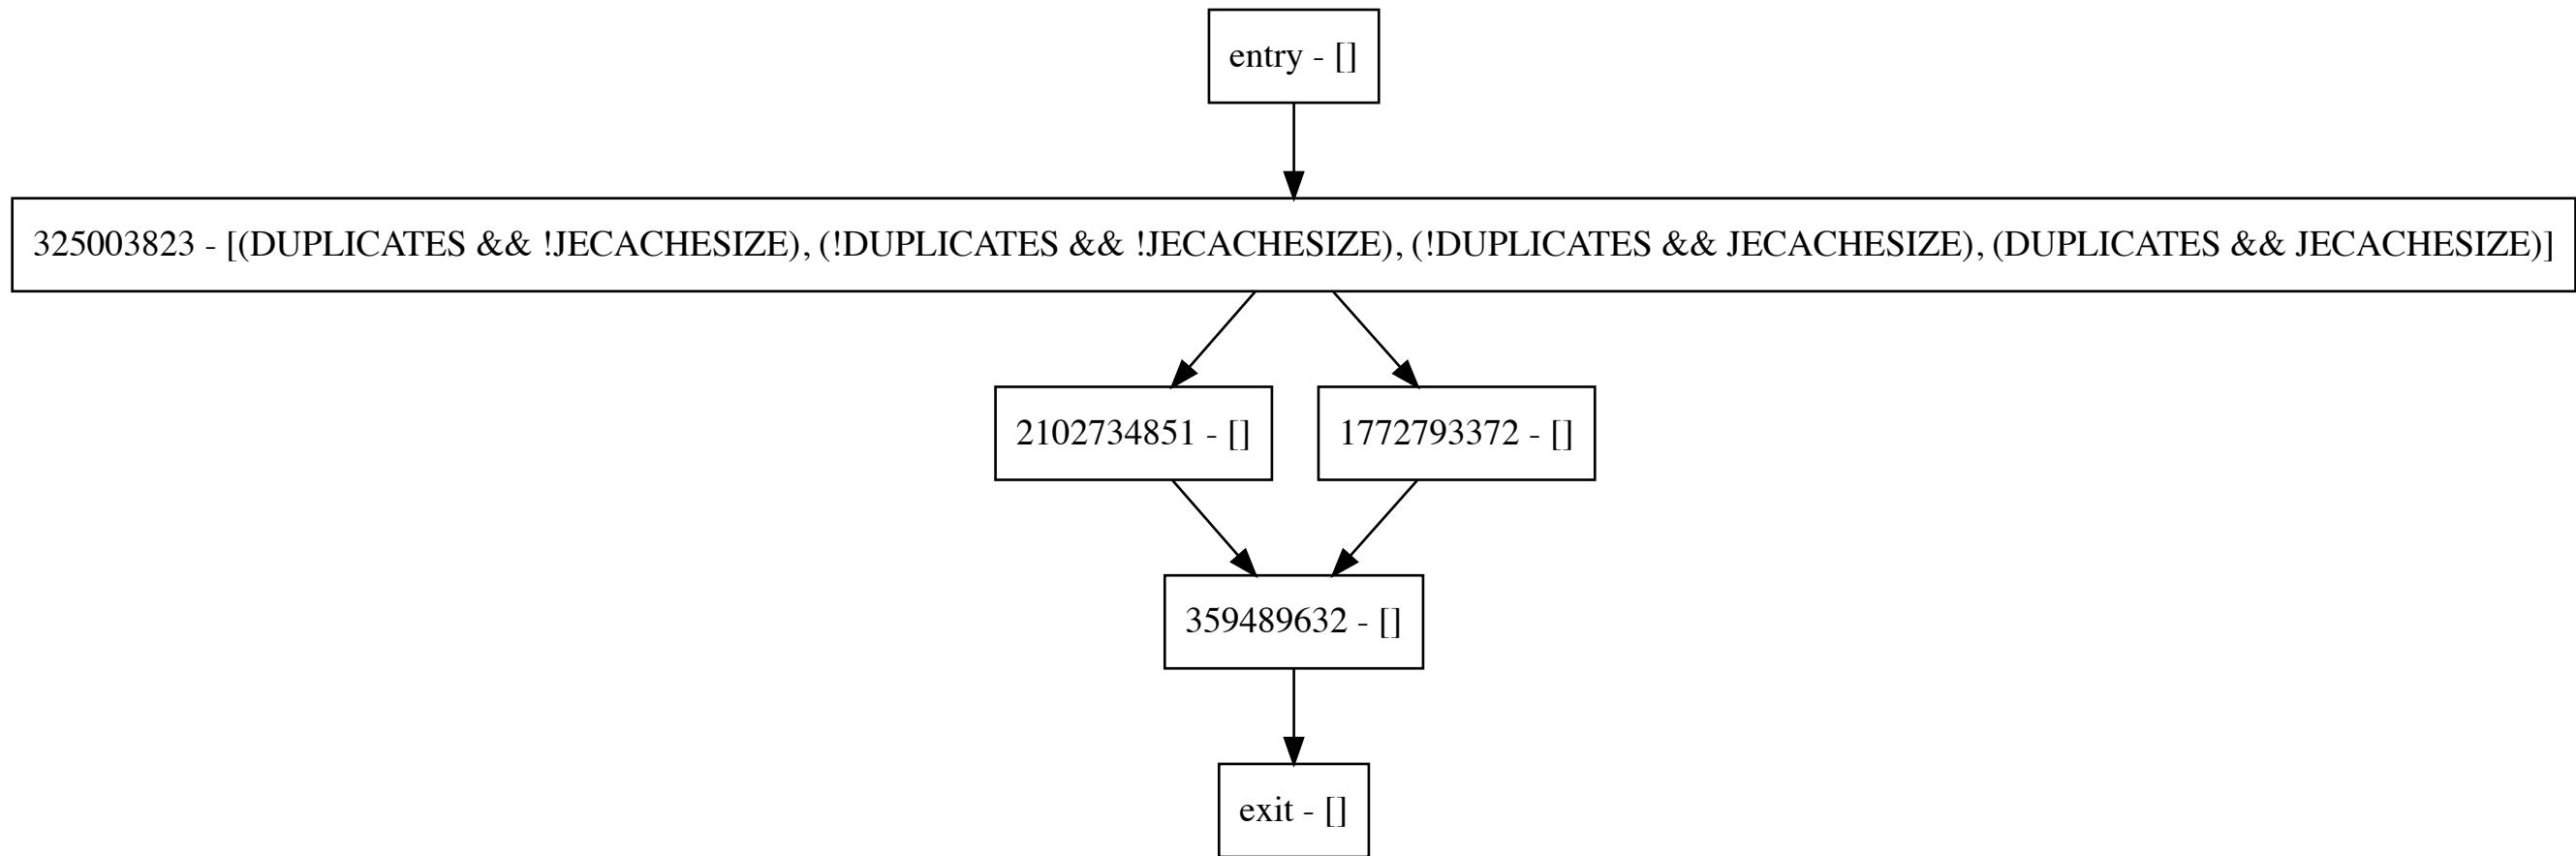 entry - []
325003823 - [(DUPLICATES && !JECACHESIZE), (!DUPLICATES && !JECACHESIZE), (!DUPLICATES && JECACHESIZE), (DUPLICATES && JECACHESIZE)]
2102734851 - []
1772793372 - []
359489632 - []
exit - []